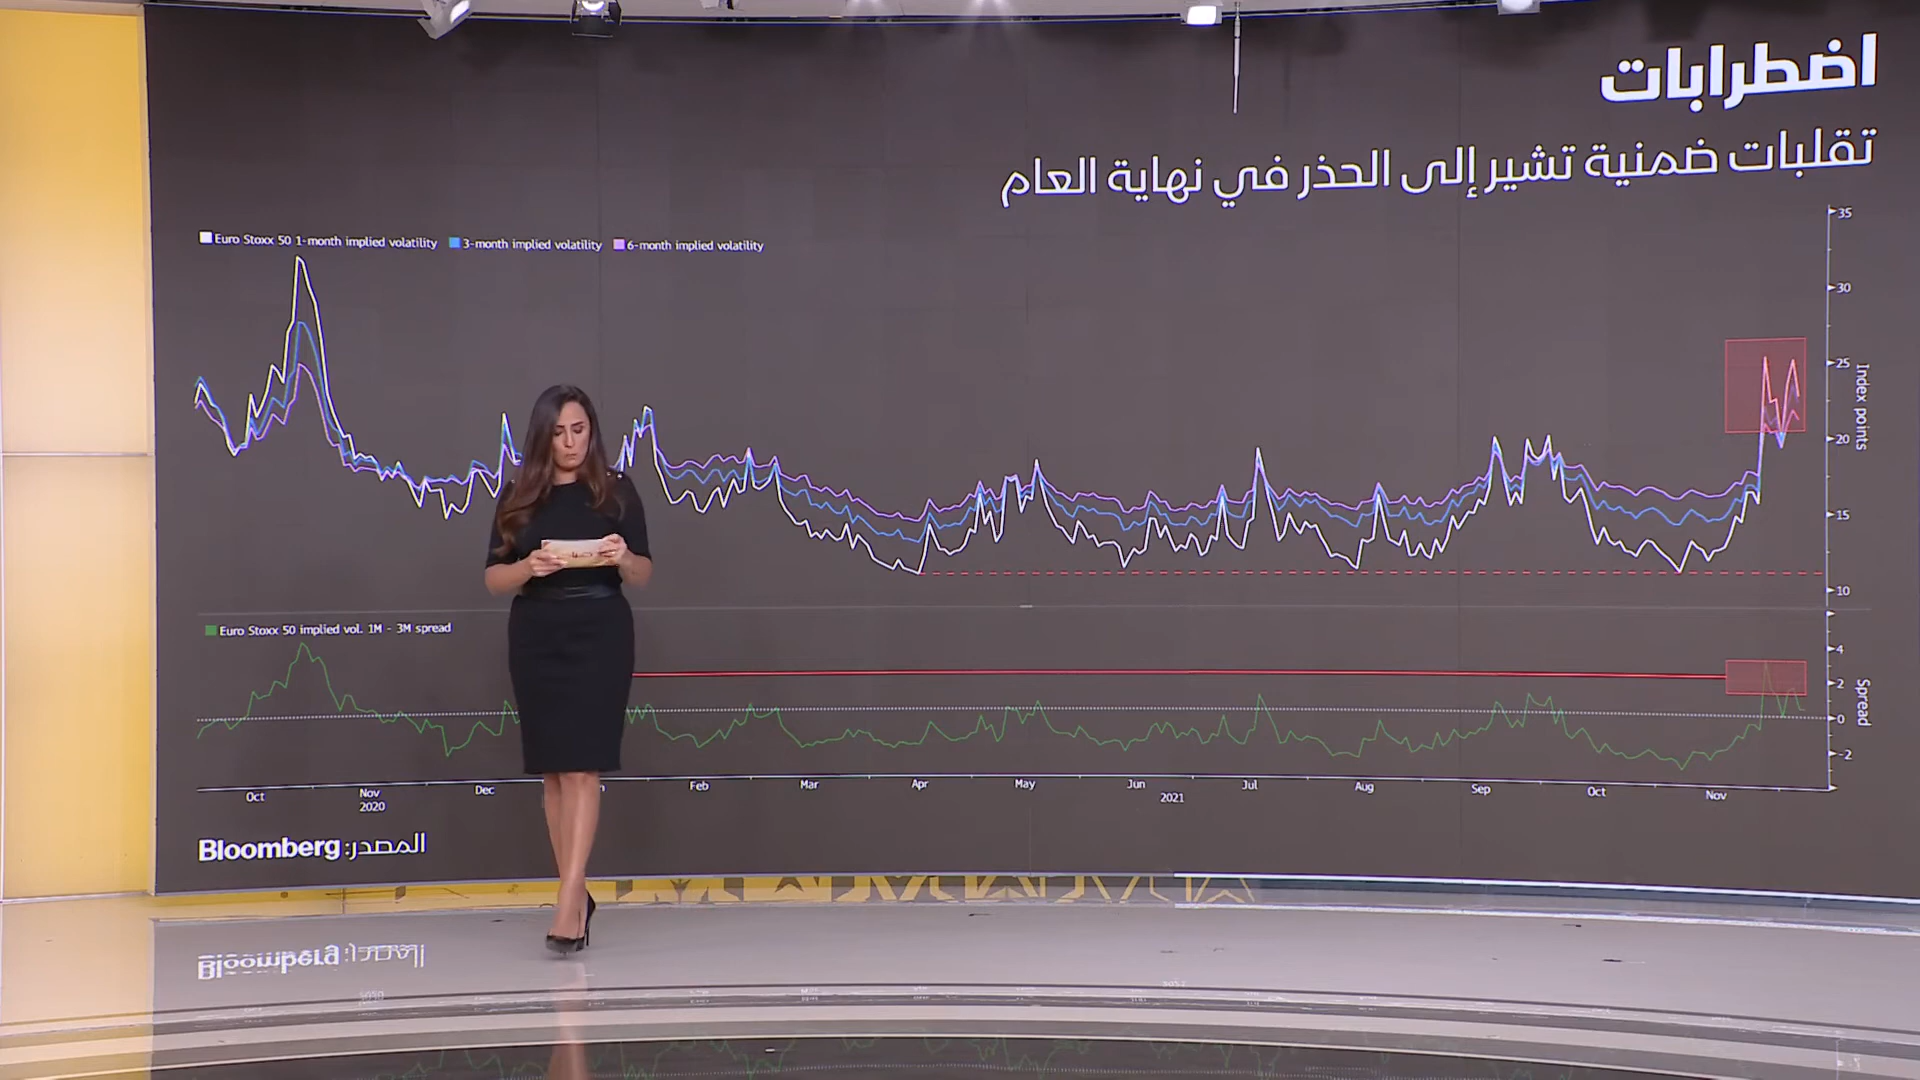 اضطرابات
تقلبات ضمنية تشير إلى الحذر في نهاية العام
Euro Stoxx 50 1-month implied volatility 3-month implied volatility 6-month implied volatility
35
30
25
20
15
10
Index points
Euro Stoxx 50 implied vol. 1M - 3M spread
4
2
0
-2
Spread
Oct Nov Dec Feb Mar Apr May Jun Jul Aug Sep Oct Nov
2020 2021
المصدر: Bloomberg